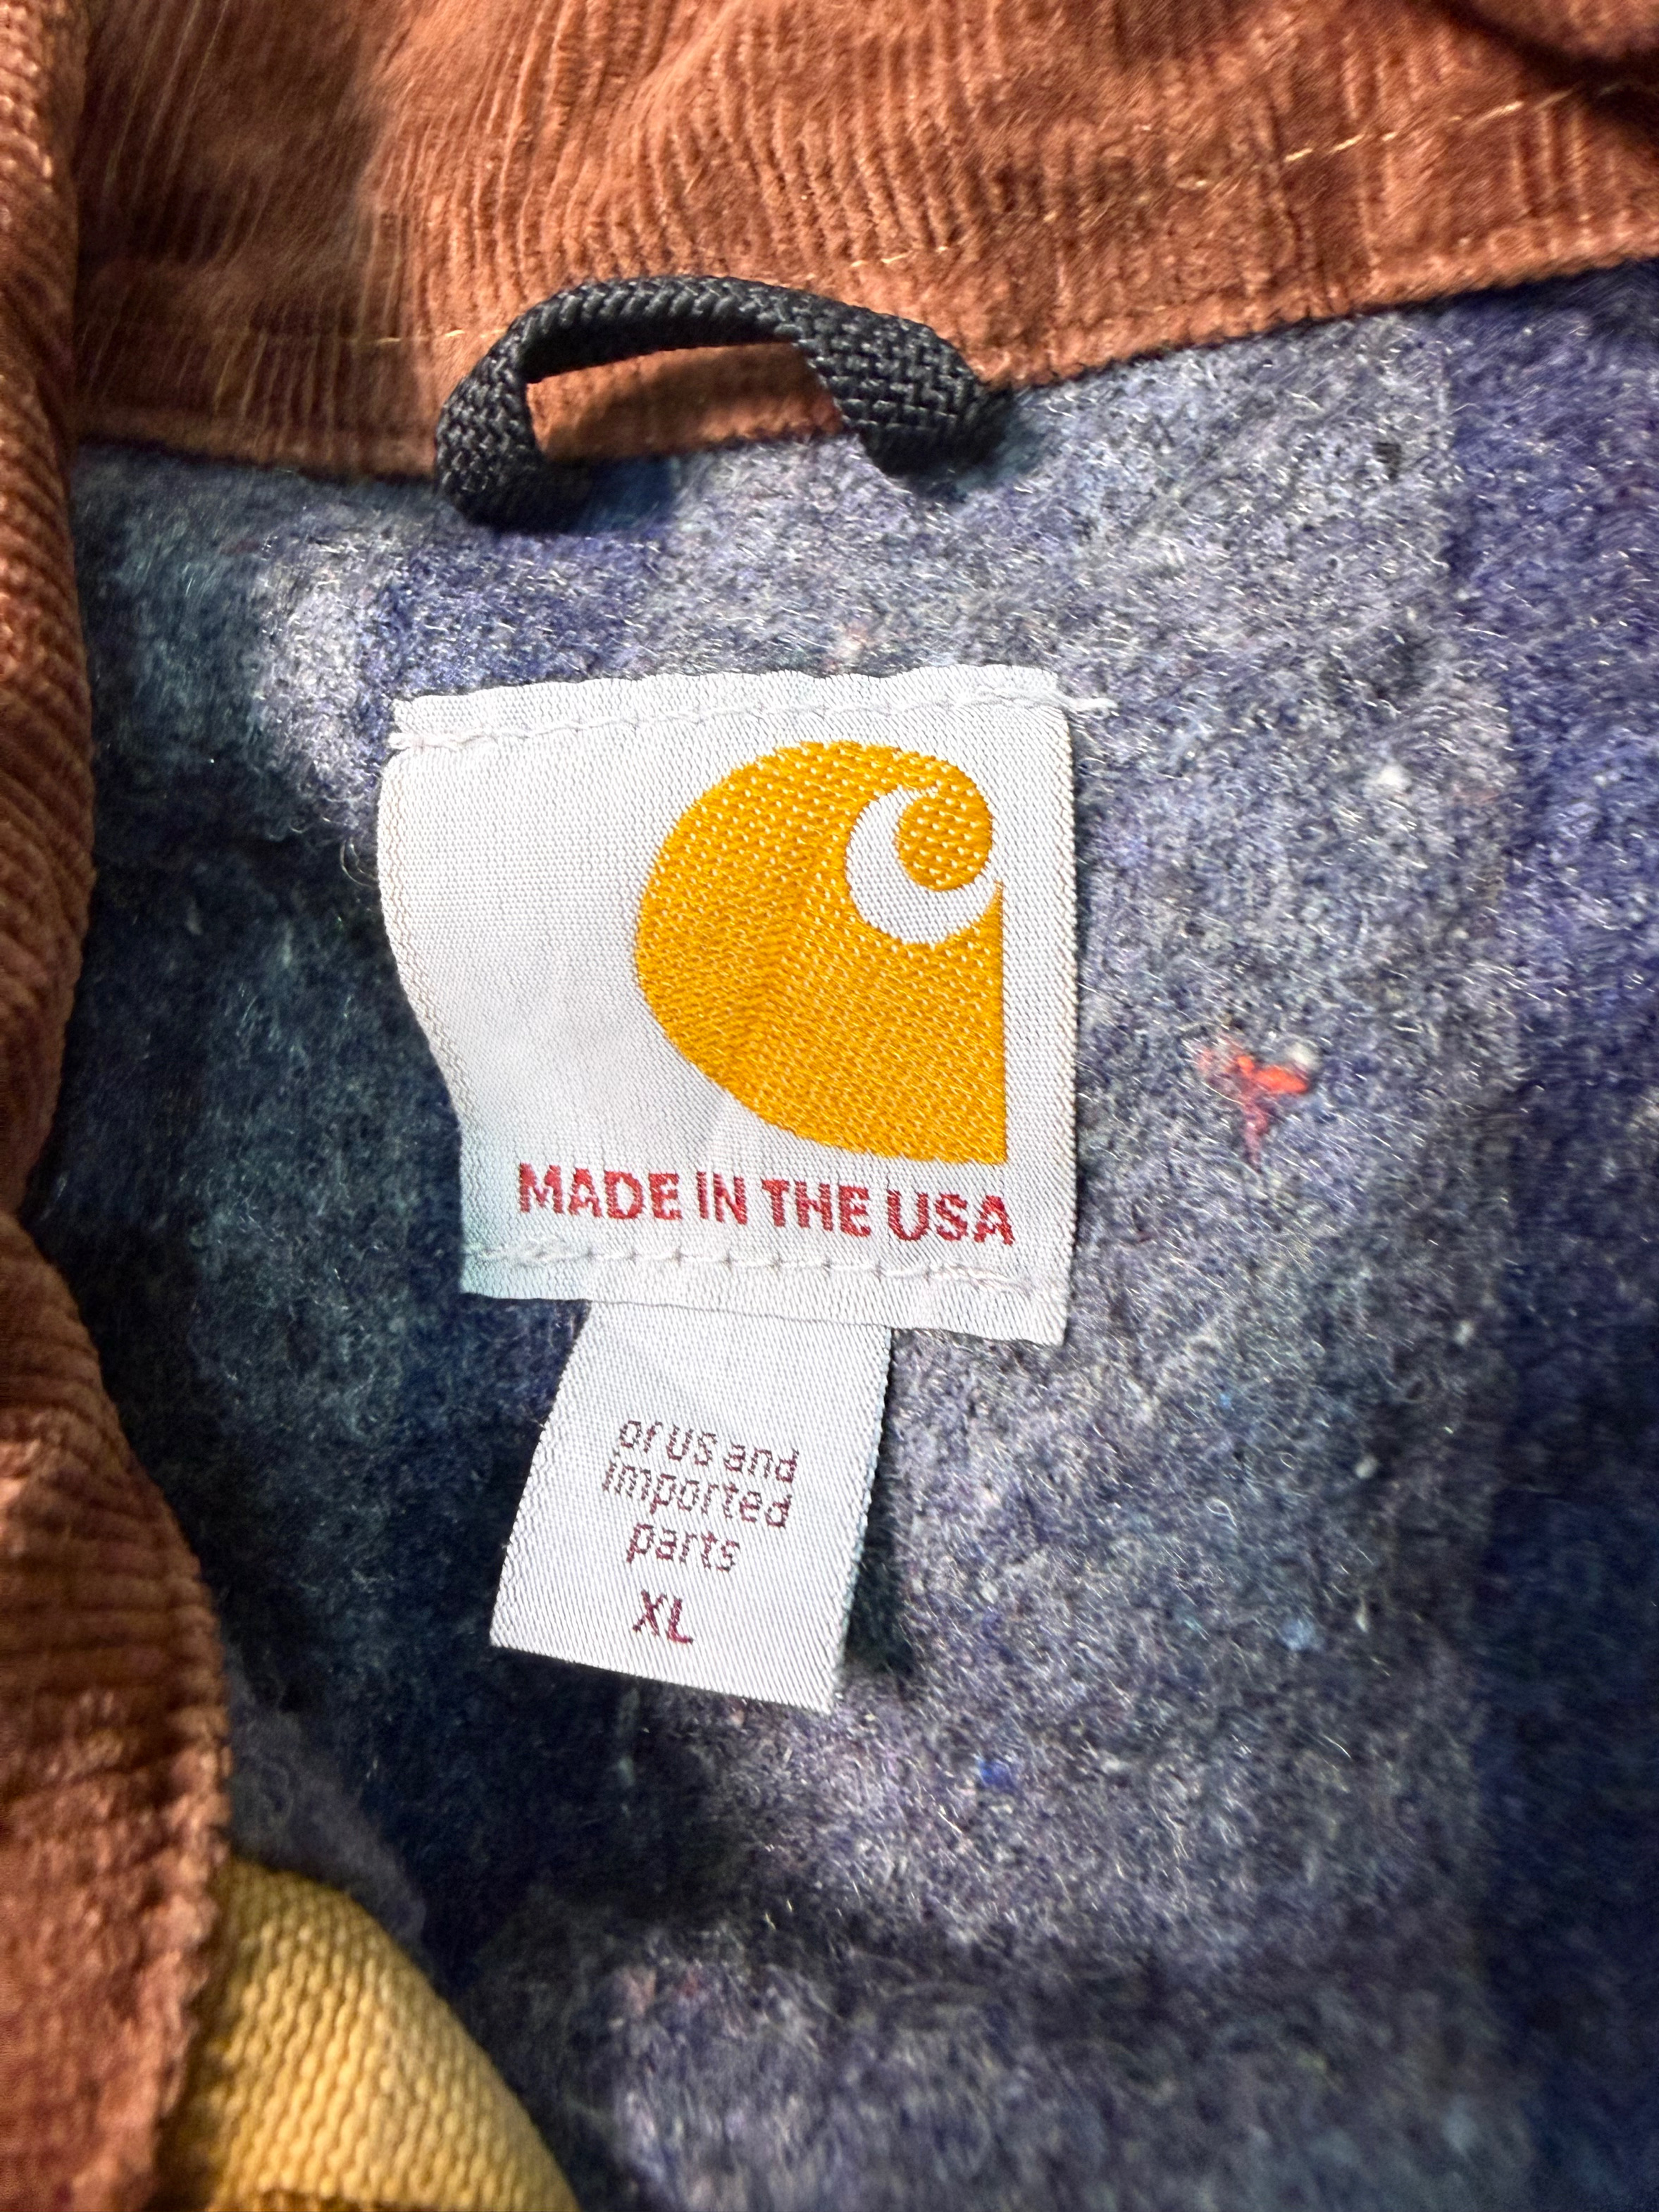 MADE IN THE USA
of US and
imported
parts
XL